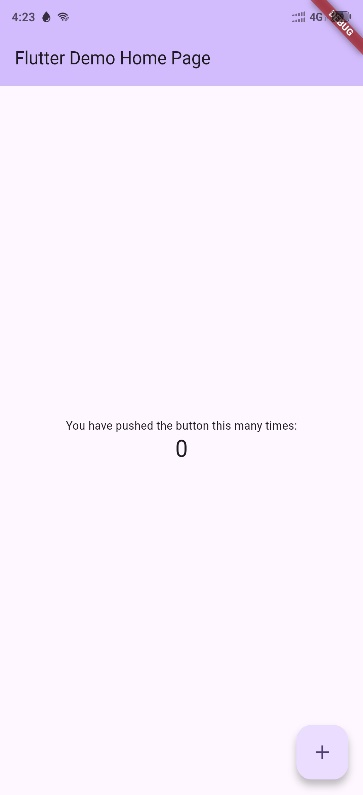 4:23
4G
DEBUG
Flutter Demo Home Page
You have pushed the button this many times:
0